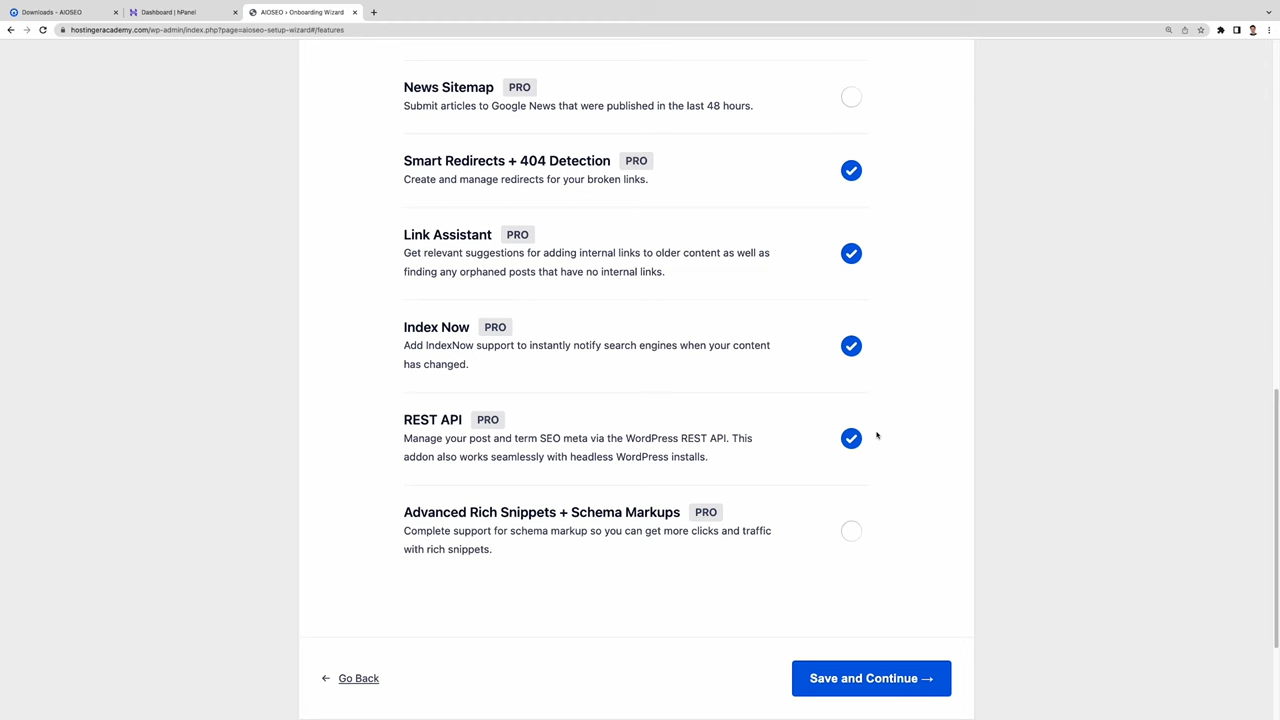 Downloads - AIOSEO
Dashboard | hPanel
AIOSEO › Onboarding Wizard
hostingeracademy.com/wp-admin/index.php?page=aioseo-setup-wizard#/features
News Sitemap PRO
Submit articles to Google News that were published in the last 48 hours.
Smart Redirects + 404 Detection PRO
Create and manage redirects for your broken links.
Link Assistant PRO
Get relevant suggestions for adding internal links to older content as well as
finding any orphaned posts that have no internal links.
Index Now PRO
Add IndexNow support to instantly notify search engines when your content
has changed.
REST API PRO
Manage your post and term SEO meta via the WordPress REST API. This
addon also works seamlessly with headless WordPress installs.
Advanced Rich Snippets + Schema Markups PRO
Complete support for schema markup so you can get more clicks and traffic
with rich snippets.
← Go Back
Save and Continue →